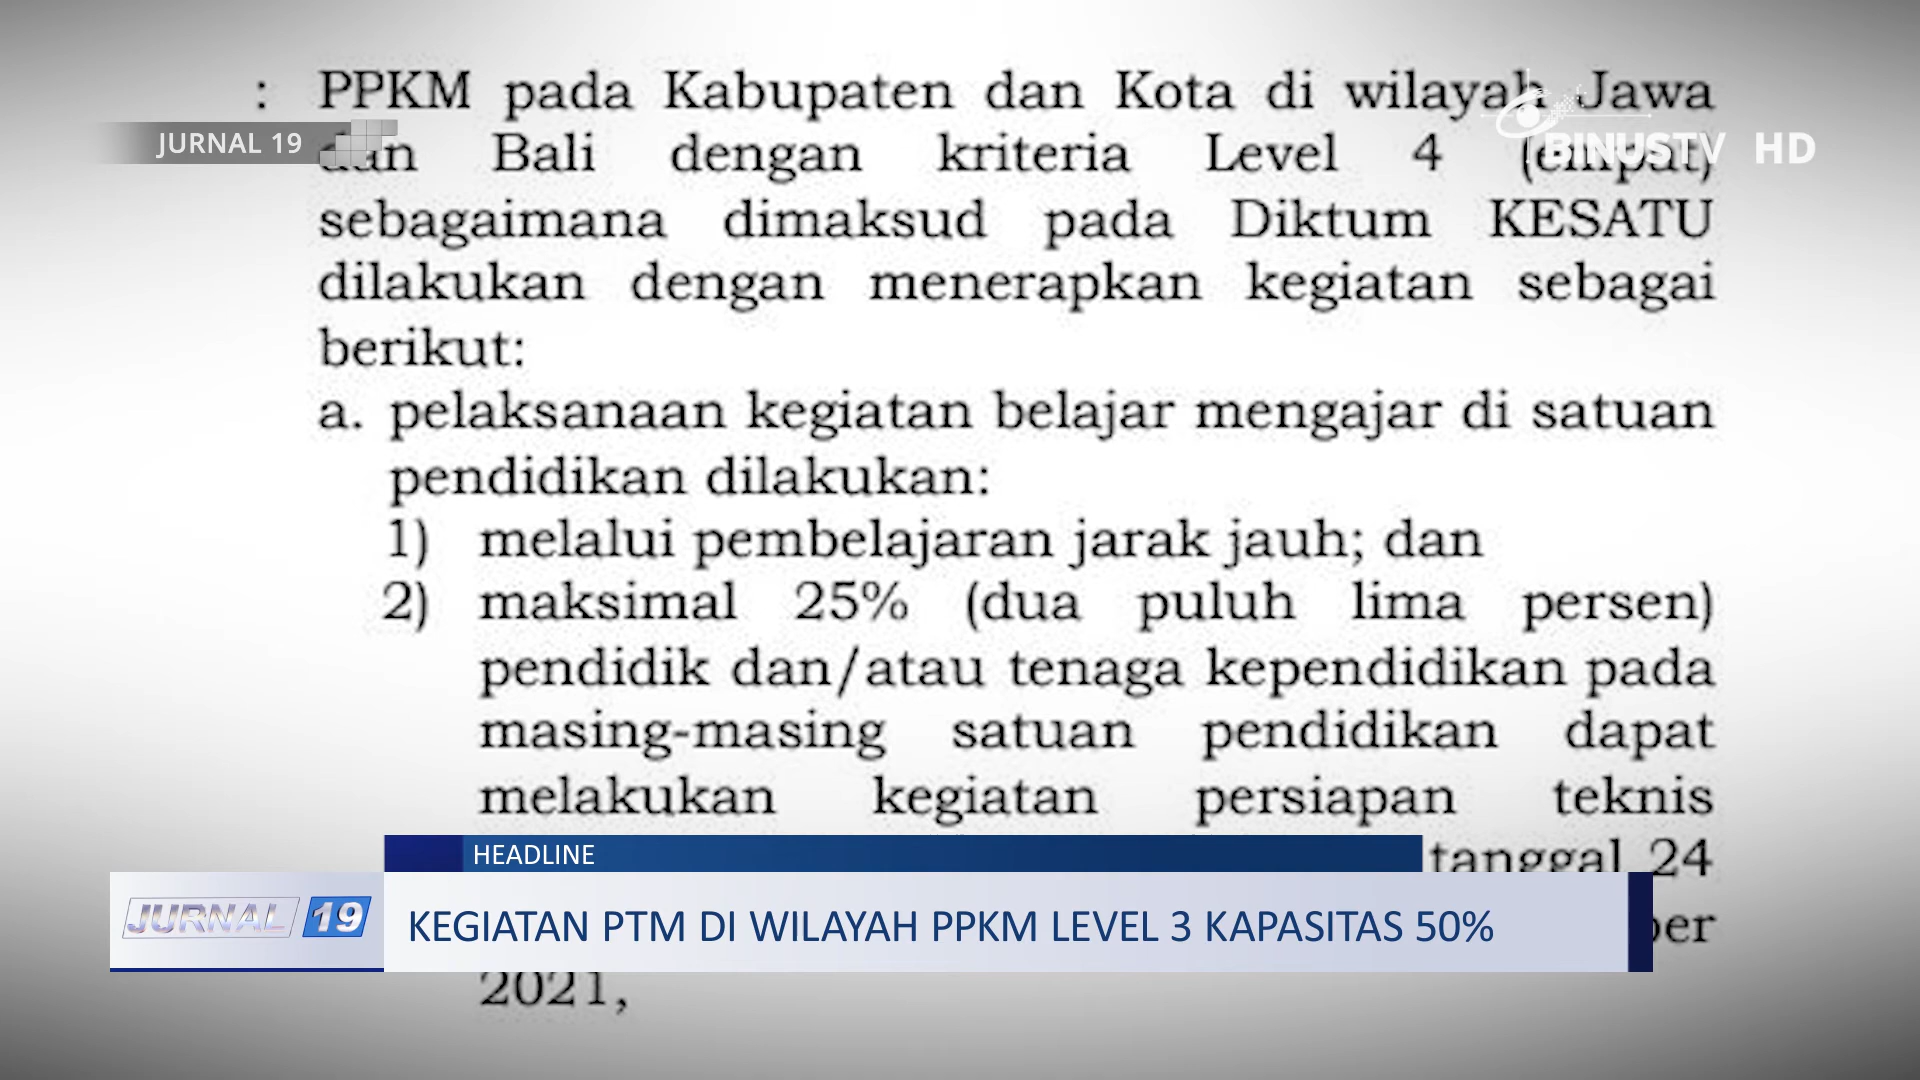 : PPKM pada Kabupaten dan Kota di wilayah Jawa
JURNAL 19
BINUSTV HD
dan Bali dengan kriteria Level 4 (empat)
sebagaimana dimaksud pada Diktum KESATU
dilakukan dengan menerapkan kegiatan sebagai
berikut:
a. pelaksanaan kegiatan belajar mengajar di satuan
pendidikan dilakukan:
1) melalui pembelajaran jarak jauh; dan
2) maksimal 25% (dua puluh lima persen)
pendidik dan/atau tenaga kependidikan pada
masing-masing satuan pendidikan dapat
melakukan kegiatan persiapan teknis
tanggal 24
2021,
HEADLINE
JURNAL 19
KEGIATAN PTM DI WILAYAH PPKM LEVEL 3 KAPASITAS 50%